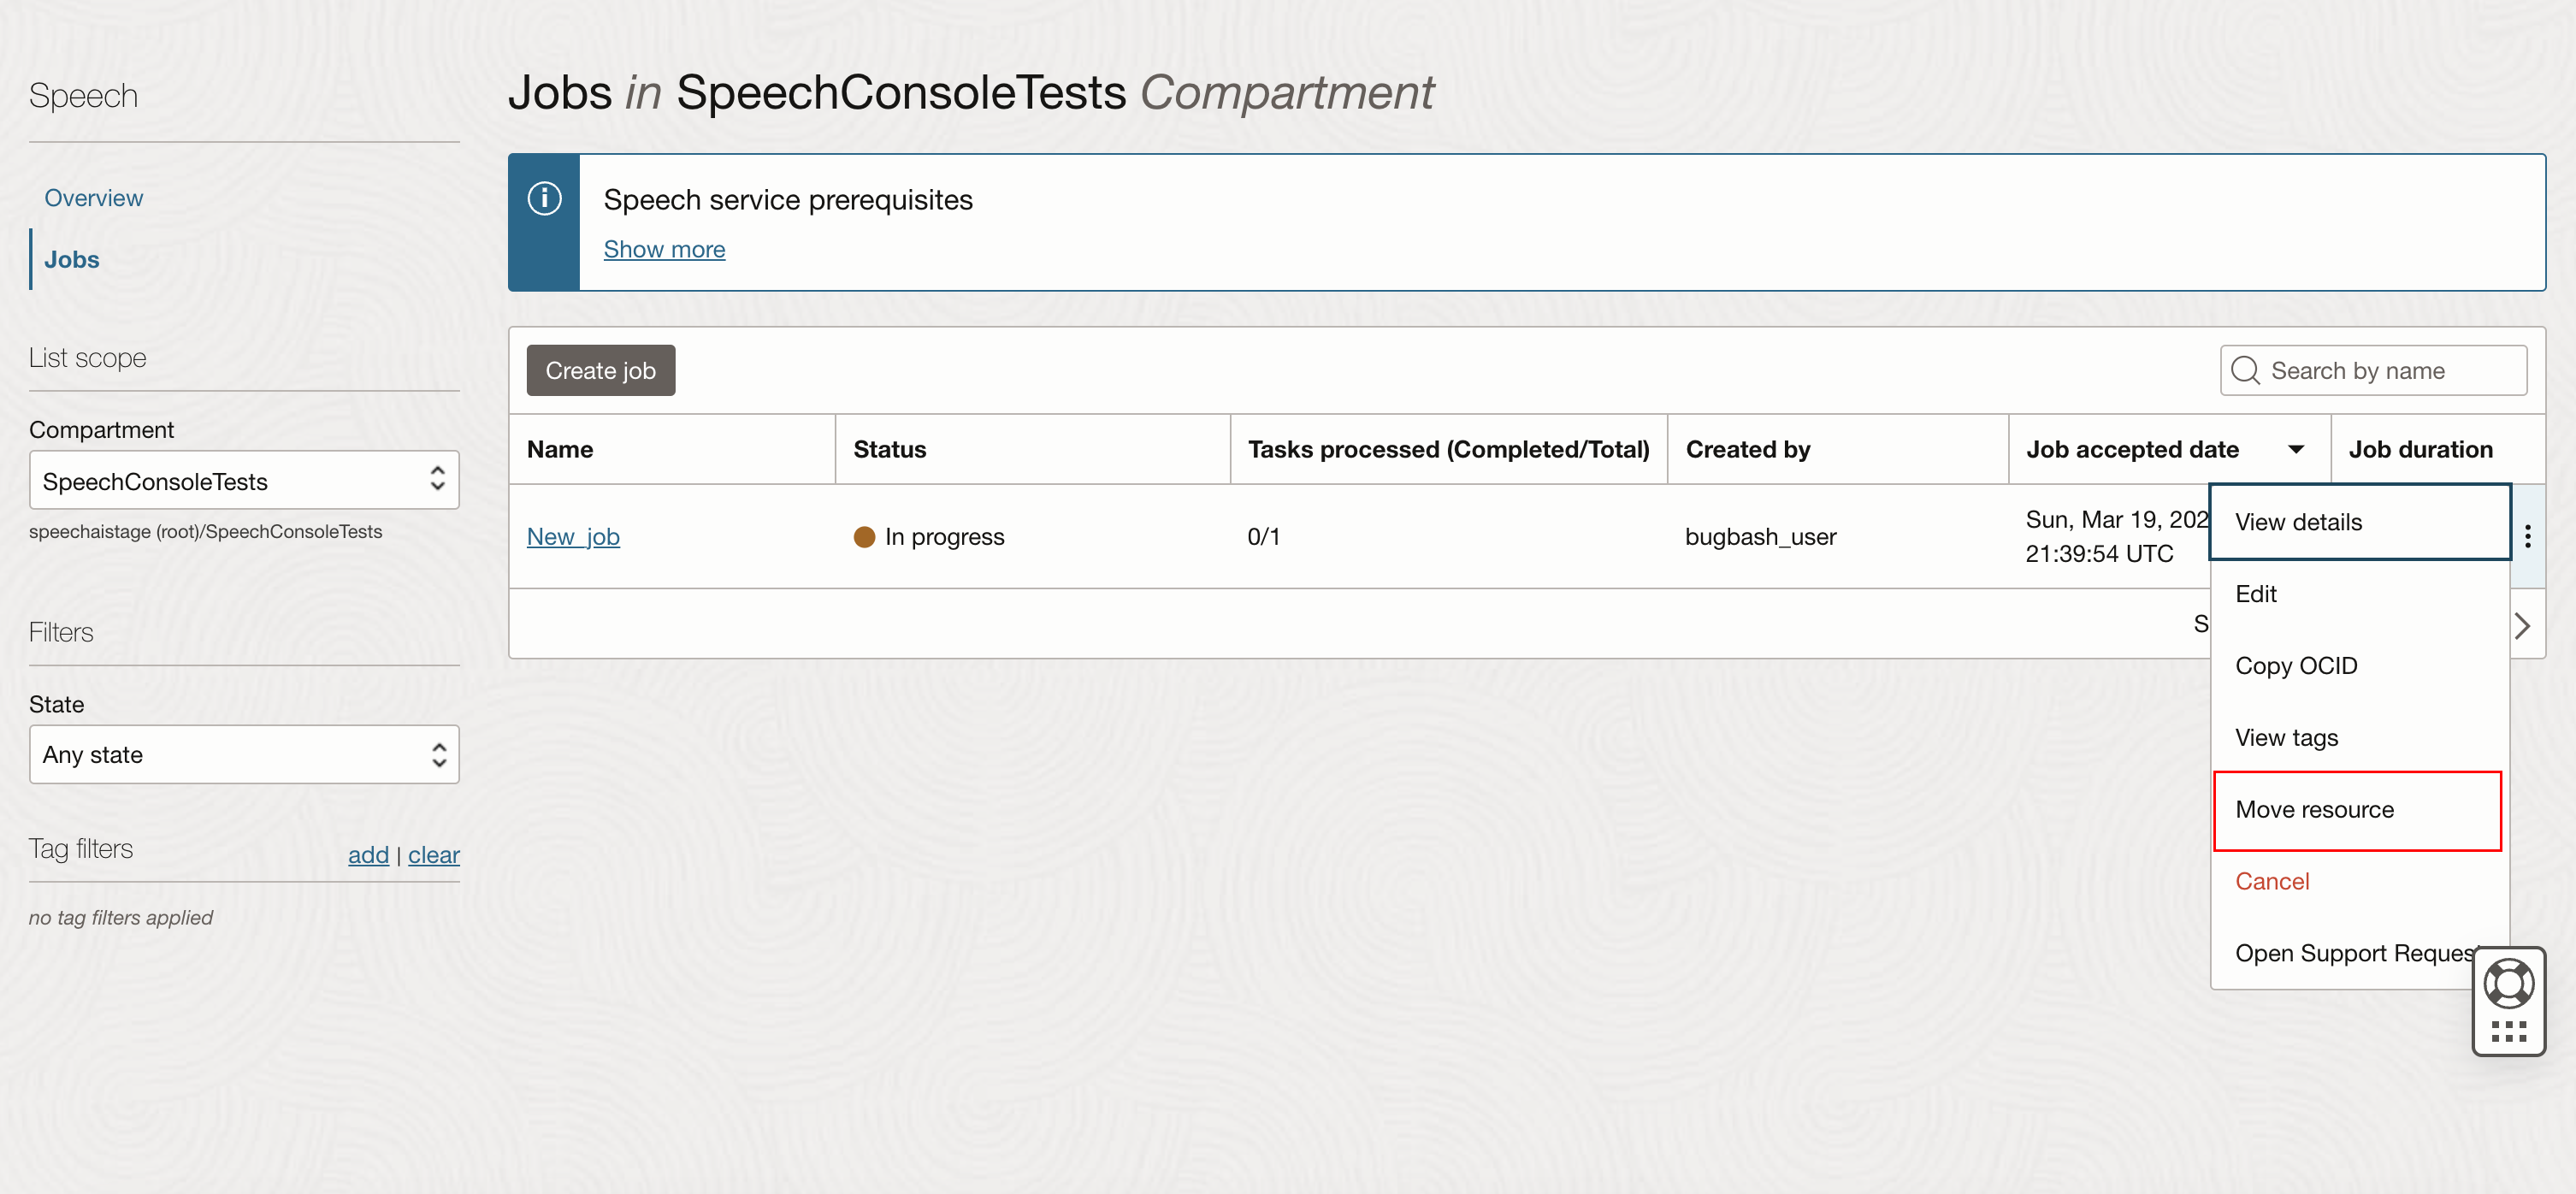 Speech
Overview
Jobs
List scope
Compartment
SpeechConsoleTests
speechaistage (root)/SpeechConsoleTests
Filters
State
Any state
Tag filters
add | clear
no tag filters applied
Jobs in SpeechConsoleTests Compartment
Speech service prerequisites
Show more
Create job
Search by name
Name Status Tasks processed (Completed/Total) Created by Job accepted date Job duration
New_job In progress 0/1 bugbash_user Sun, Mar 19, 202
21:39:54 UTC
View details
Edit
Copy OCID
View tags
Move resource
Cancel
Open Support Reques